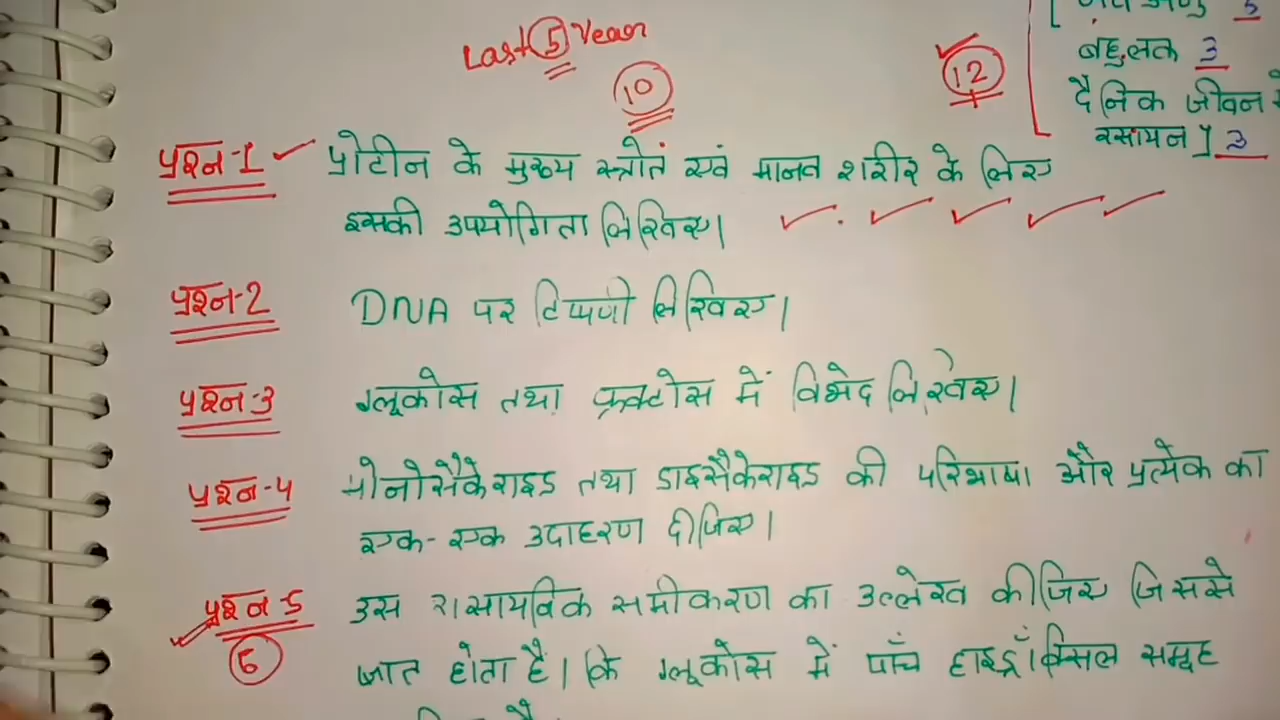 Last 5 Year
10
12
5
बहुलक 3
दैनिक जीवन में
रसायन] 3
प्रश्न-1 प्रोटीन के मुख्य स्त्रोतं एवं मानव शरीर के लिए
इसकी उपयोगिता लिखिए।
प्रश्न-2 DNA पर टिप्पणी लिखिए।
प्रश्न-3 ग्लूकोस तथा फ्रक्टोस में विभेद लिखिए।
प्रश्न-4 मोनोसैकेराइड तथा डाइसैकेराइड की परिभाषा और प्रत्येक का
एक-एक उदाहरण दीजिए।
प्रश्न-5 उस रासायनिक समीकरण का उल्लेख कीजिए जिससे
6 ज्ञात होता है। कि ग्लूकोस में पाँच हाइड्रॉक्सिल समूह